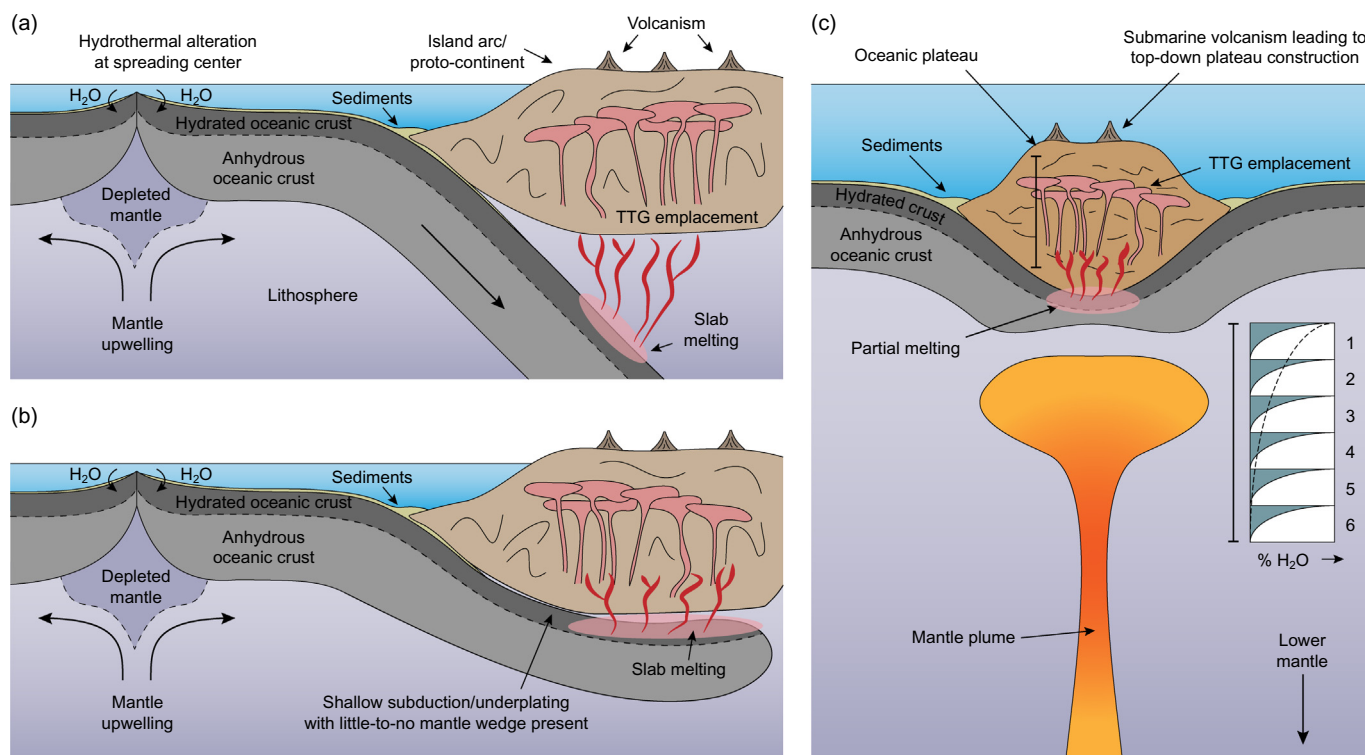 (a)
Hydrothermal alteration
at spreading center
H₂O
H₂O
Sediments
Island arc/
proto-continent
Volcanism
Hydrated oceanic crust
Anhydrous
oceanic crust
Depleted
mantle
TTG emplacement
Lithosphere
Mantle
upwelling
Slab
melting
(b)
H₂O
H₂O
Sediments
Hydrated oceanic crust
Anhydrous
oceanic crust
Depleted
mantle
Slab melting
Mantle
upwelling
Shallow subduction/underplating
with little-to-no mantle wedge present
(c)
Submarine volcanism leading to
top-down plateau construction
Oceanic plateau
Sediments
TTG emplacement
Hydrated crust
Anhydrous
oceanic crust
Partial melting
1
2
3
4
5
6
% H₂O
Mantle plume
Lower
mantle